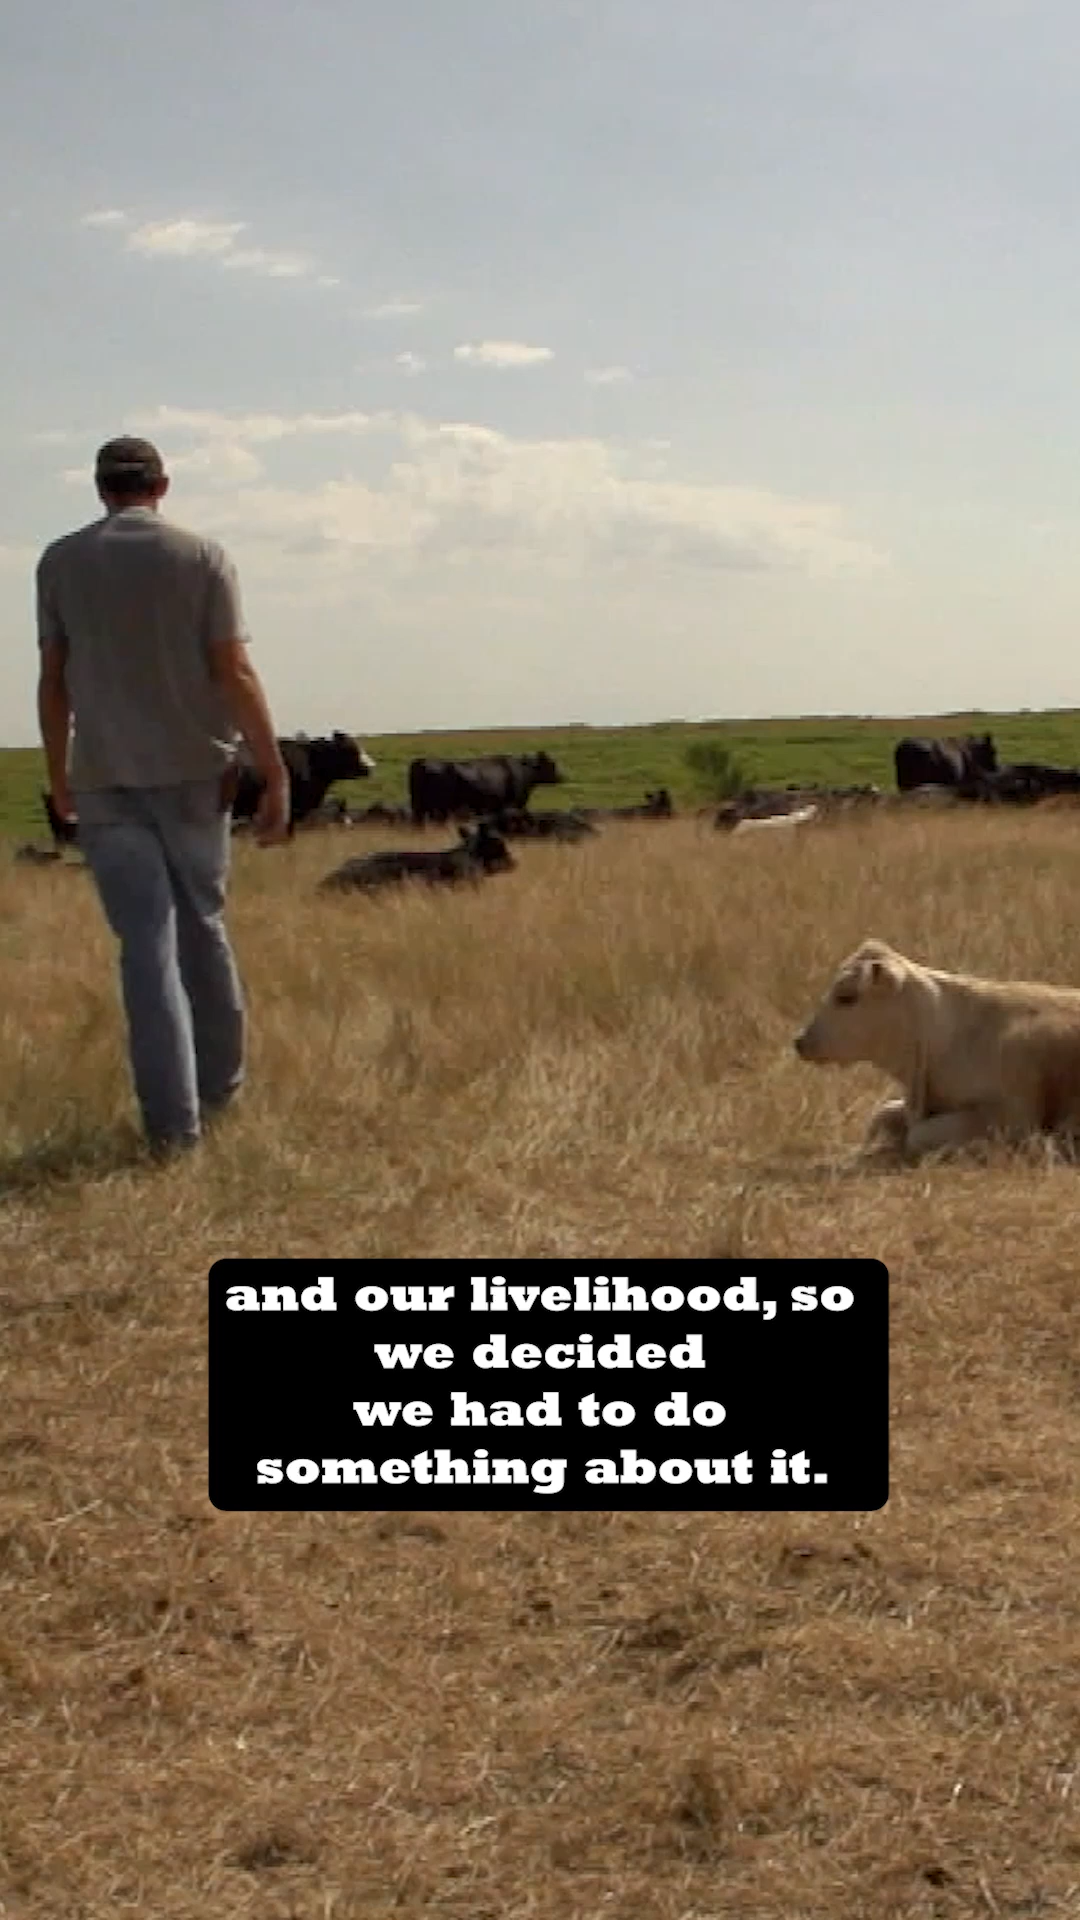 and our livelihood, so
we decided
we had to do
something about it.